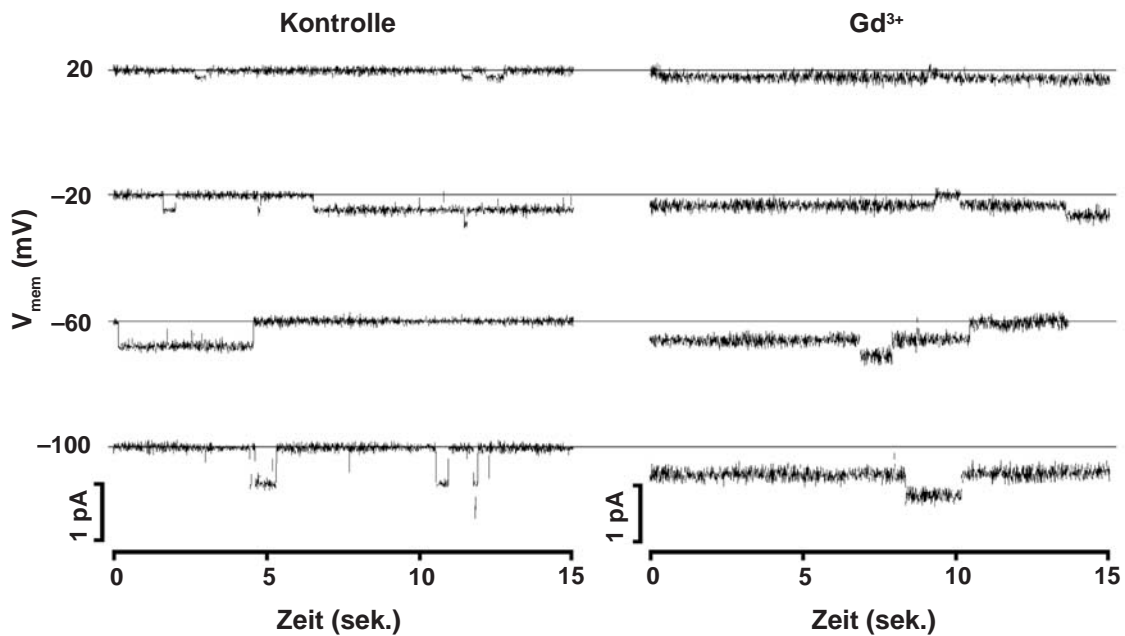 Kontrolle
Gd³⁺
V mem (mV)
20
–20
–60
–100
1 pA
1 pA
0 5 10 15
0 5 10 15
Zeit (sek.)
Zeit (sek.)